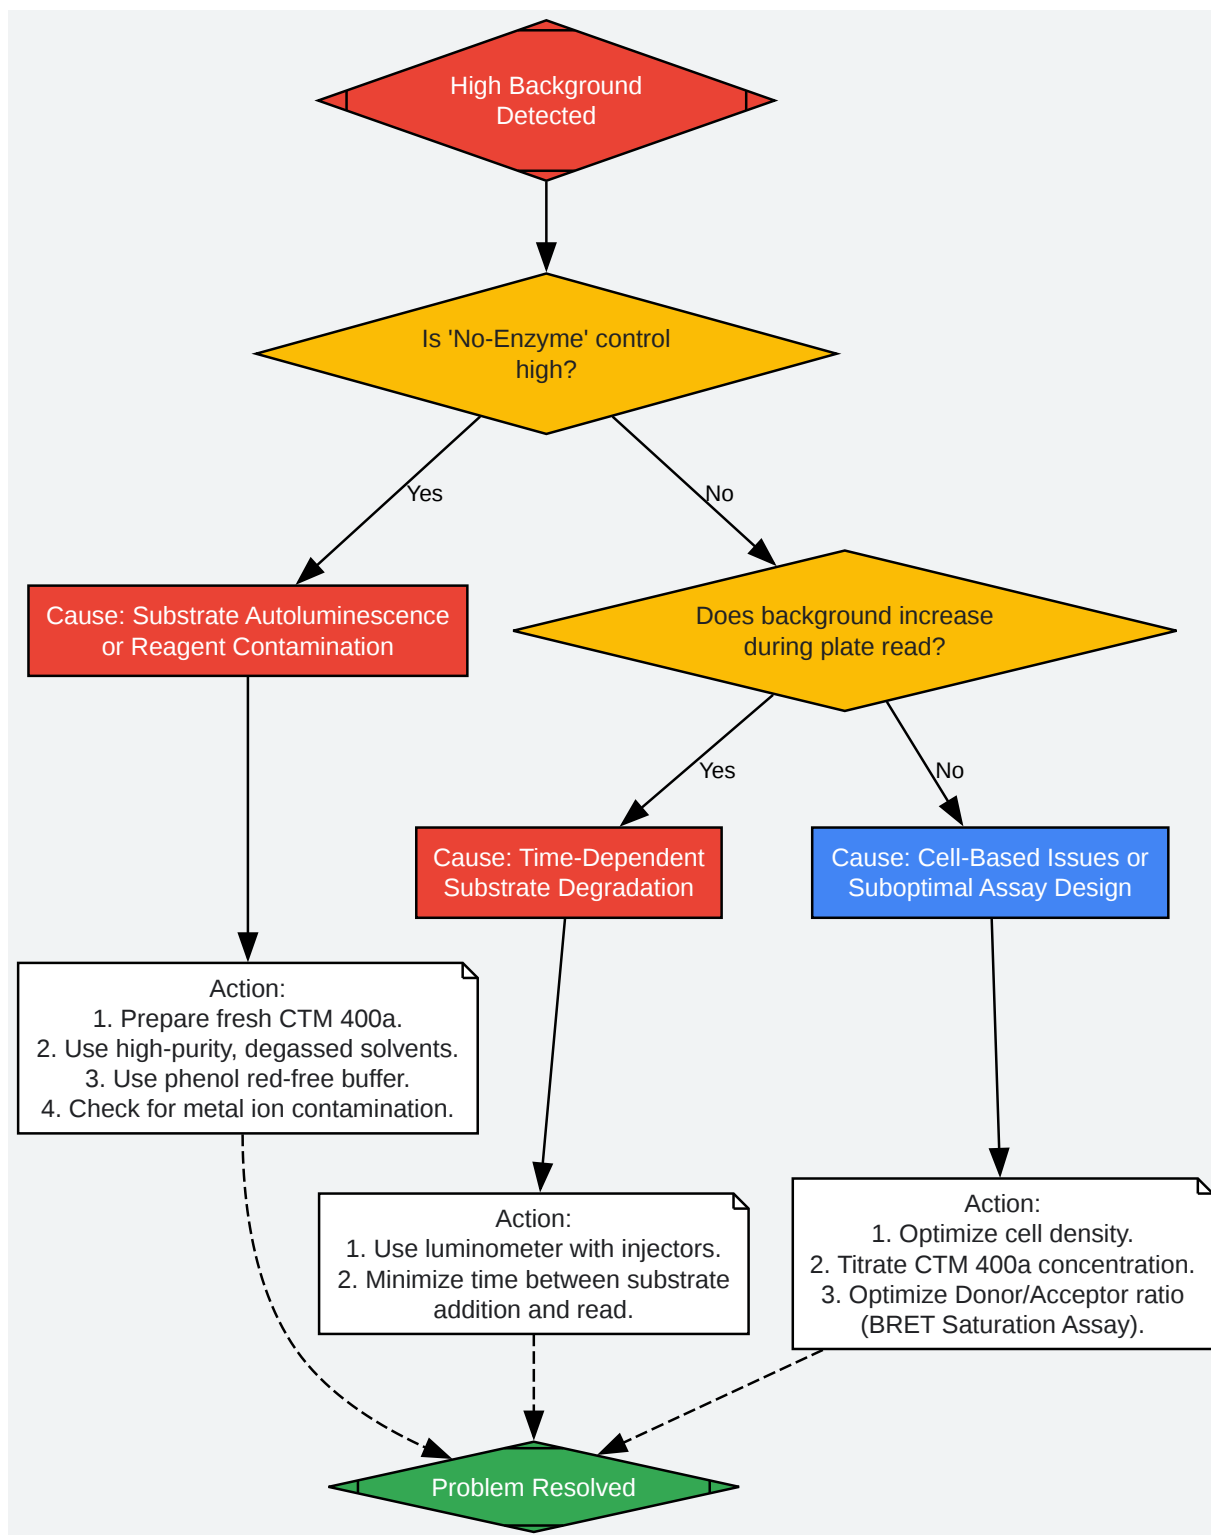 High Background
Detected
Is 'No-Enzyme' control
high?
Yes
No
Cause: Substrate Autoluminescence
or Reagent Contamination
Does background increase
during plate read?
Yes
No
Cause: Time-Dependent
Substrate Degradation
Cause: Cell-Based Issues or
Suboptimal Assay Design
Action:
1. Prepare fresh CTM 400a.
2. Use high-purity, degassed solvents.
3. Use phenol red-free buffer.
4. Check for metal ion contamination.
Action:
1. Use luminometer with injectors.
2. Minimize time between substrate
addition and read.
Action:
1. Optimize cell density.
2. Titrate CTM 400a concentration.
3. Optimize Donor/Acceptor ratio
(BRET Saturation Assay).
Problem Resolved